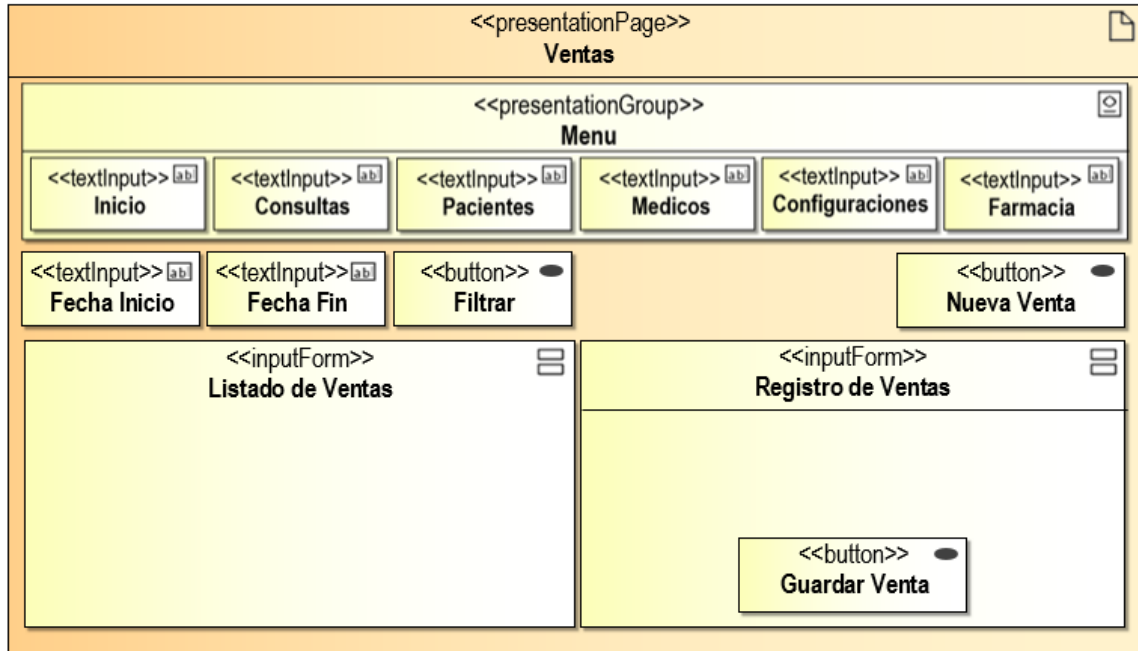 <<presentationPage>>
Ventas
<<presentationGroup>>
Menu
<<textInput>>
Inicio
<<textInput>>
Consultas
<<textInput>>
Pacientes
<<textInput>>
Medicos
<<textInput>>
Configuraciones
<<textInput>>
Farmacia
<<textInput>>
Fecha Inicio
<<textInput>>
Fecha Fin
<<button>>
Filtrar
<<button>>
Nueva Venta
<<inputForm>>
Listado de Ventas
<<inputForm>>
Registro de Ventas
<<button>>
Guardar Venta